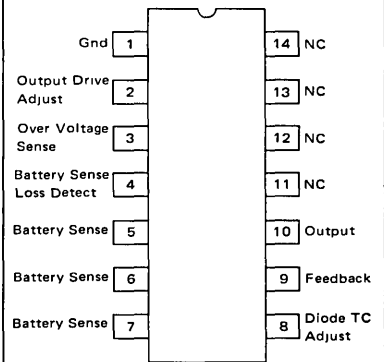 Gnd 1 14 NC
Output Drive
Adjust 2 13 NC
Over Voltage
Sense 3 12 NC
Battery Sense
Loss Detect 4 11 NC
Battery Sense 5 10 Output
Battery Sense 6 9 Feedback
Battery Sense 7 8 Diode TC
Adjust